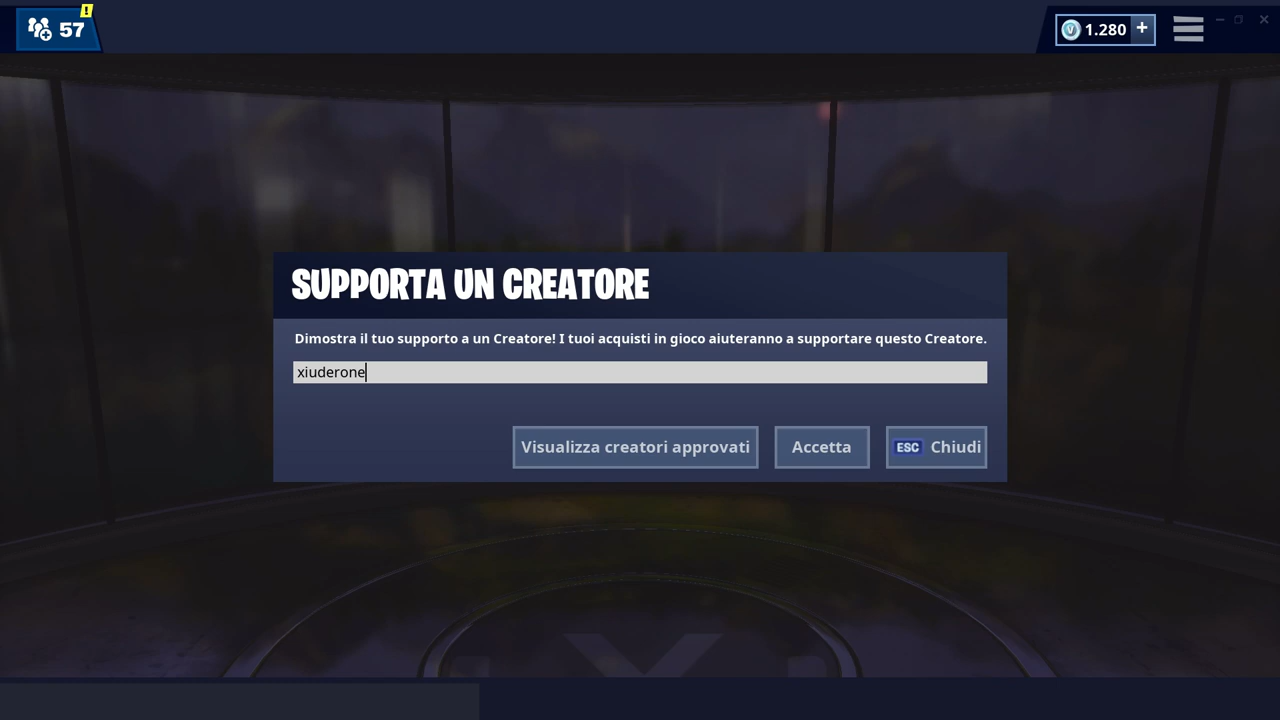 57
!
1.280 +
SUPPORTA UN CREATORE
Dimostra il tuo supporto a un Creatore! I tuoi acquisti in gioco aiuteranno a supportare questo Creatore.
xiuderone
Visualizza creatori approvati
Accetta
ESC Chiudi